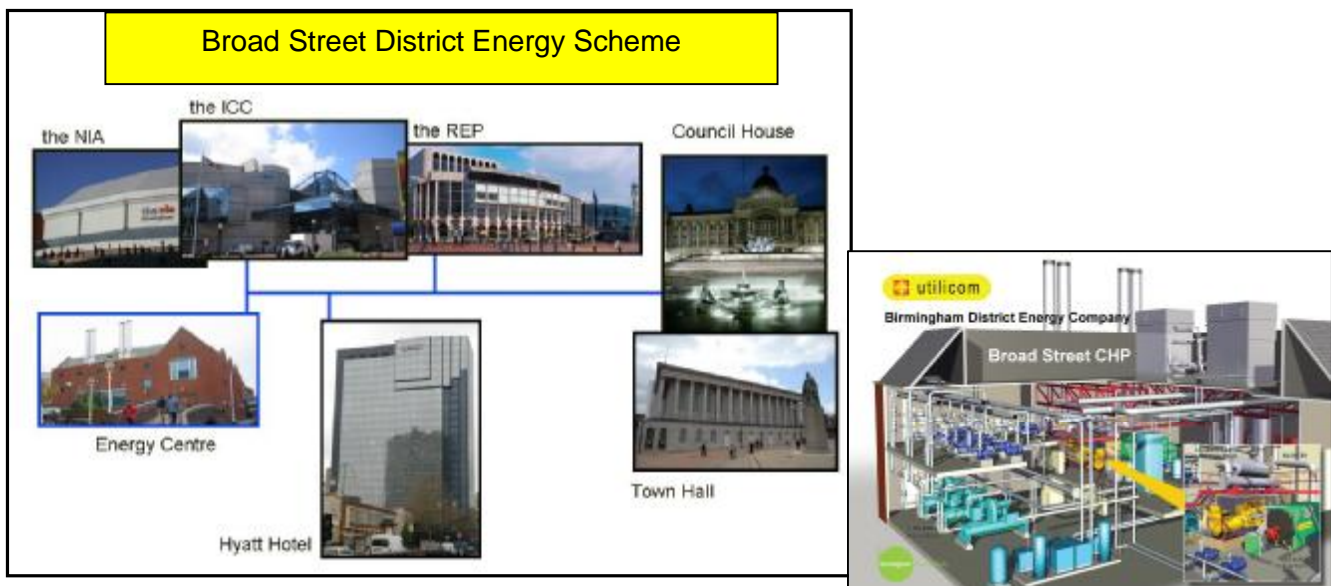 Broad Street District Energy Scheme
the ICC
the NIA
the REP
Council House
Energy Centre
Hyatt Hotel
Town Hall
utilicom
Birmingham District Energy Company
Broad Street CHP